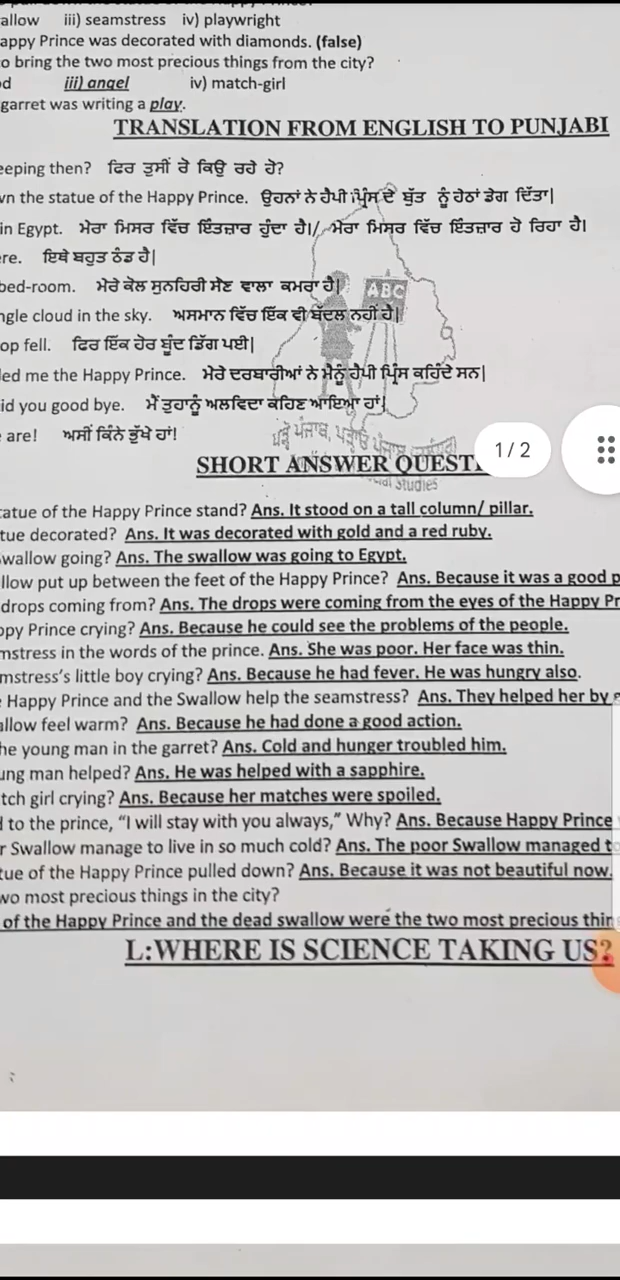 allow iii) seamstress iv) playwright
appy Prince was decorated with diamonds. (false)
o bring the two most precious things from the city?
d iii) angel iv) match-girl
garret was writing a play.
TRANSLATION FROM ENGLISH TO PUNJABI
eeping then? ਫਿਰ ਤੁਸੀਂ ਰੋ ਕਿਉ ਰਹੇ ਹੋ?
vn the statue of the Happy Prince. ਉਹਨਾਂ ਨੇ ਹੈਪੀ ਪ੍ਰਿੰਸ ਦੇ ਬੁੱਤ ਨੂੰ ਹੇਠਾਂ ਡੇਗ ਦਿੱਤਾ|
in Egypt. ਮੇਰਾ ਮਿਸਰ ਵਿੱਚ ਇੰਤਜ਼ਾਰ ਹੁੰਦਾ ਹੈ।/ ਮੇਰਾ ਮਿਸਰ ਵਿੱਚ ਇੰਤਜ਼ਾਰ ਹੋ ਰਿਹਾ ਹੈ।
re. ਇਥੇ ਬਹੁਤ ਠੰਡ ਹੈ|
bed-room. ਮੇਰੇ ਕੋਲ ਸੁਨਹਿਰੀ ਸੌਣ ਵਾਲਾ ਕਮਰਾ ਹੈ|
ABC
ngle cloud in the sky. ਅਸਮਾਨ ਵਿੱਚ ਇੱਕ ਵੀ ਬੱਦਲ ਨਹੀਂ ਹੈ|
op fell. ਫਿਰ ਇੱਕ ਹੋਰ ਬੂੰਦ ਡਿੱਗ ਪਈ|
led me the Happy Prince. ਮੇਰੇ ਦਰਬਾਰੀਆਂ ਨੇ ਮੈਨੂੰ ਹੈਪੀ ਪ੍ਰਿੰਸ ਕਹਿੰਦੇ ਸਨ|
id you good bye. ਮੈਂ ਤੁਹਾਨੂੰ ਅਲਵਿਦਾ ਕਹਿਣ ਆਇਆ ਹਾਂ|
are! ਅਸੀਂ ਕਿੰਨੇ ਭੁੱਖੇ ਹਾਂ!
ਪੜ੍ਹੋ ਪੰਜਾਬ, ਪੜ੍ਹਾਓ ਪੰਜਾਬ
1/2
SHORT ANSWER QUEST
Studies
tatue of the Happy Prince stand? Ans. It stood on a tall column/ pillar.
tue decorated? Ans. It was decorated with gold and a red ruby.
swallow going? Ans. The swallow was going to Egypt.
llow put up between the feet of the Happy Prince? Ans. Because it was a good p
drops coming from? Ans. The drops were coming from the eyes of the Happy Pr
ppy Prince crying? Ans. Because he could see the problems of the people.
mstress in the words of the prince. Ans. She was poor. Her face was thin.
mstress's little boy crying? Ans. Because he had fever. He was hungry also.
Happy Prince and the Swallow help the seamstress? Ans. They helped her by
allow feel warm? Ans. Because he had done a good action.
he young man in the garret? Ans. Cold and hunger troubled him.
ung man helped? Ans. He was helped with a sapphire.
tch girl crying? Ans. Because her matches were spoiled.
d to the prince, "I will stay with you always," Why? Ans. Because Happy Prince
r Swallow manage to live in so much cold? Ans. The poor Swallow managed to
tue of the Happy Prince pulled down? Ans. Because it was not beautiful now.
wo most precious things in the city?
of the Happy Prince and the dead swallow were the two most precious thin
L:WHERE IS SCIENCE TAKING US?